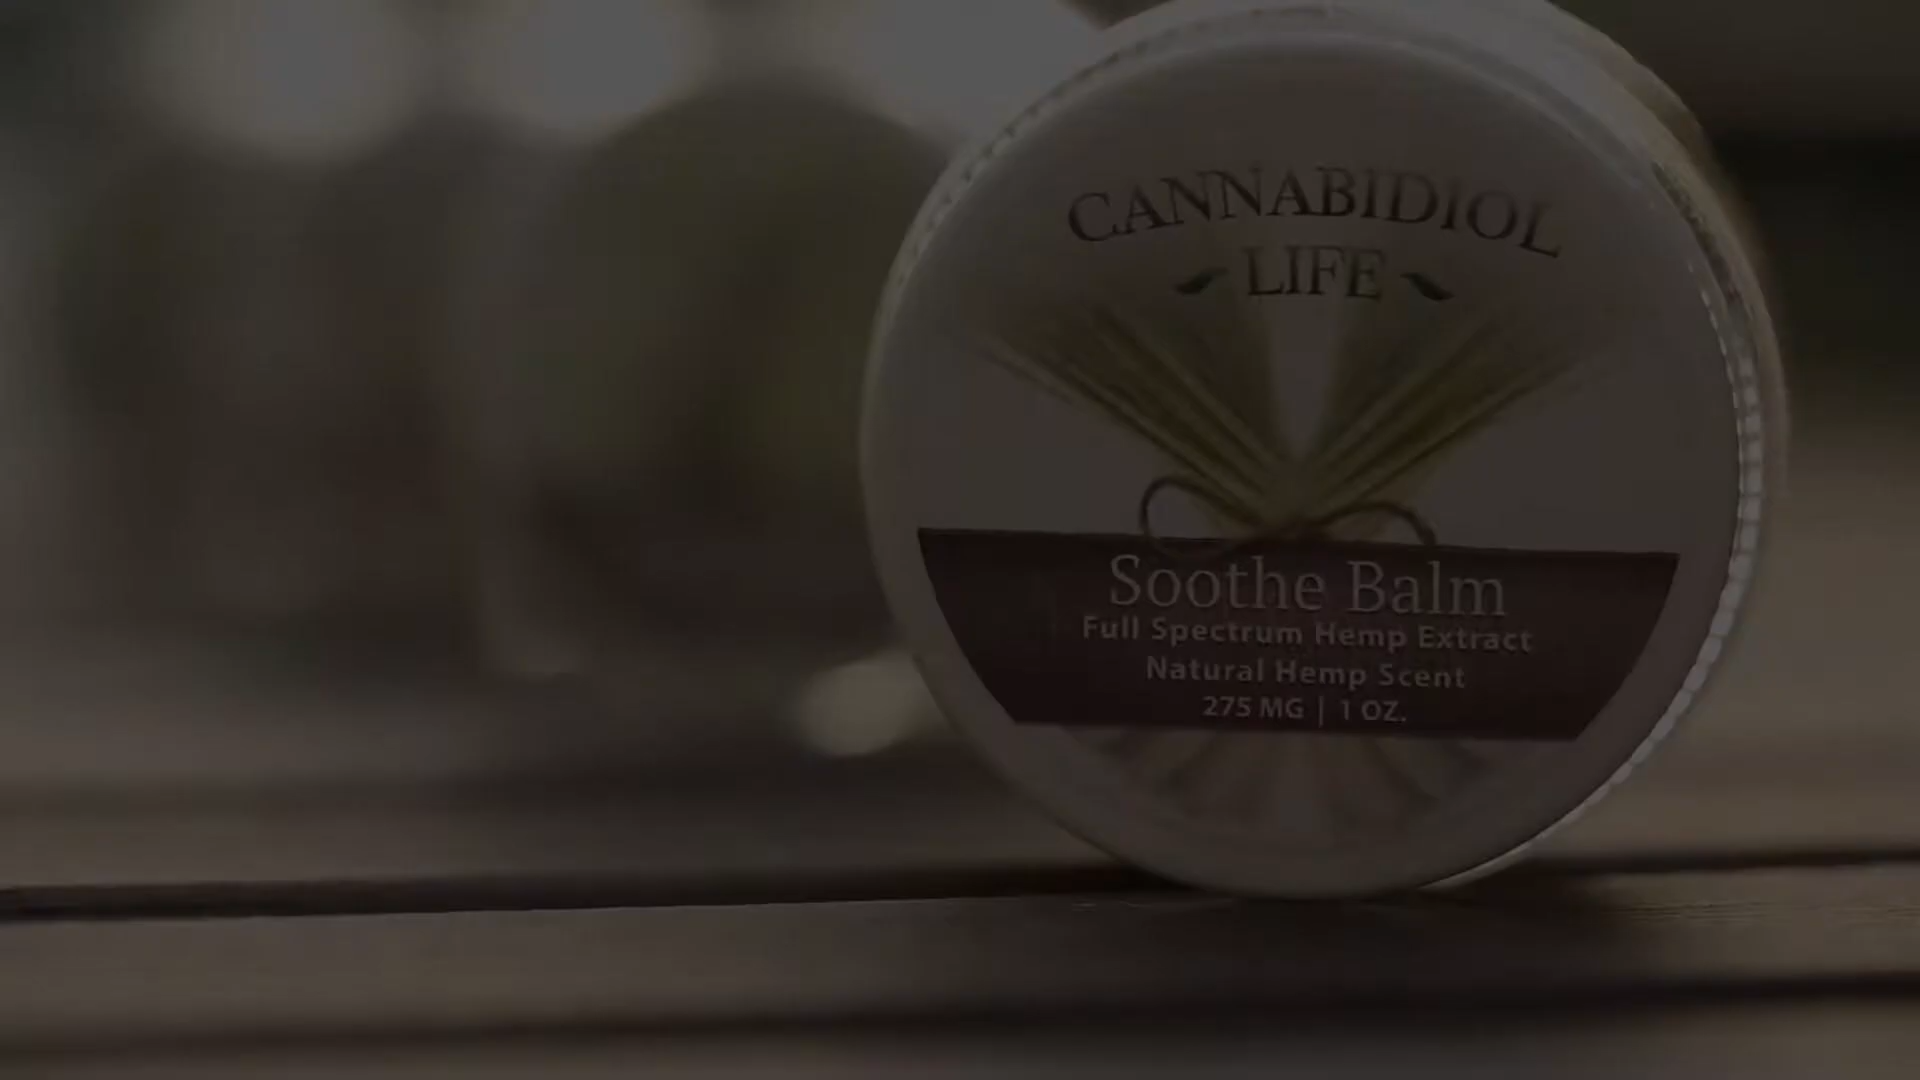 CANNABIDIOL
LIFE
Soothe Balm
Full Spectrum Hemp Extract
Natural Hemp Scent
275 MG | 1 OZ.